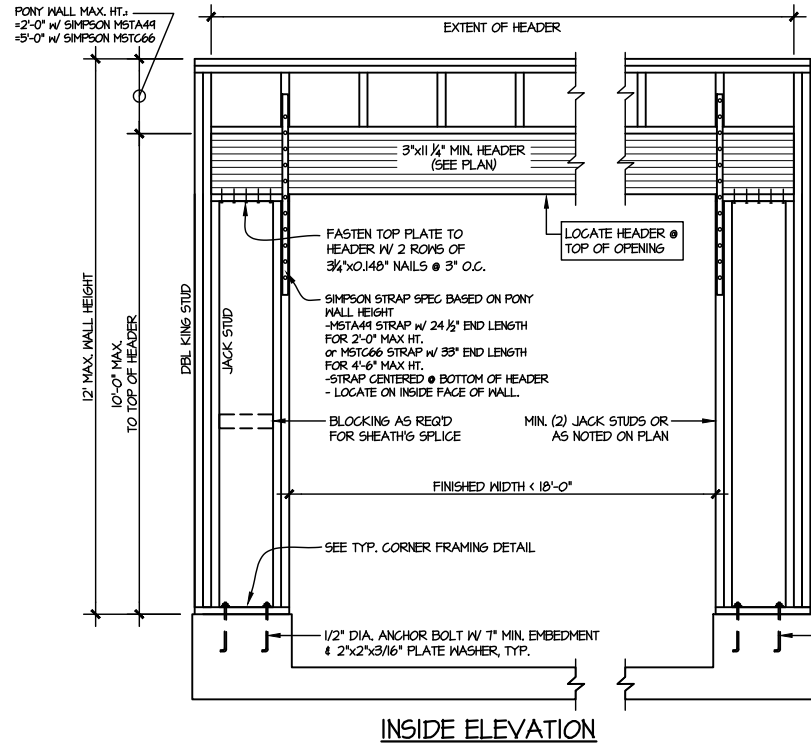 PONY WALL MAX. HT.:
=2'-0" W/ SIMPSON MSTA49
=5'-0" W/ SIMPSON MSTC66
EXTENT OF HEADER
3"x11 1/4" MIN. HEADER
(SEE PLAN)
FASTEN TOP PLATE TO
HEADER W/ 2 ROWS OF
3 1/4"x0.148" NAILS @ 3" O.C.
LOCATE HEADER @
TOP OF OPENING
SIMPSON STRAP SPEC BASED ON PONY
WALL HEIGHT
-MSTA49 STRAP W/ 24 1/2" END LENGTH
FOR 2'-0" MAX HT.
or MSTC66 STRAP W/ 33" END LENGTH
FOR 4'-6" MAX HT.
-STRAP CENTERED @ BOTTOM OF HEADER
- LOCATE ON INSIDE FACE OF WALL.
12' MAX. WALL HEIGHT
10'-0" MAX.
TO TOP OF HEADER
DBL KING STUD
JACK STUD
BLOCKING AS REQ'D
FOR SHEATH'G SPLICE
MIN. (2) JACK STUDS OR
AS NOTED ON PLAN
FINISHED WIDTH < 18'-0"
SEE TYP. CORNER FRAMING DETAIL
1/2" DIA. ANCHOR BOLT W/ 7" MIN. EMBEDMENT
& 2"x2"x3/16" PLATE WASHER, TYP.
INSIDE ELEVATION